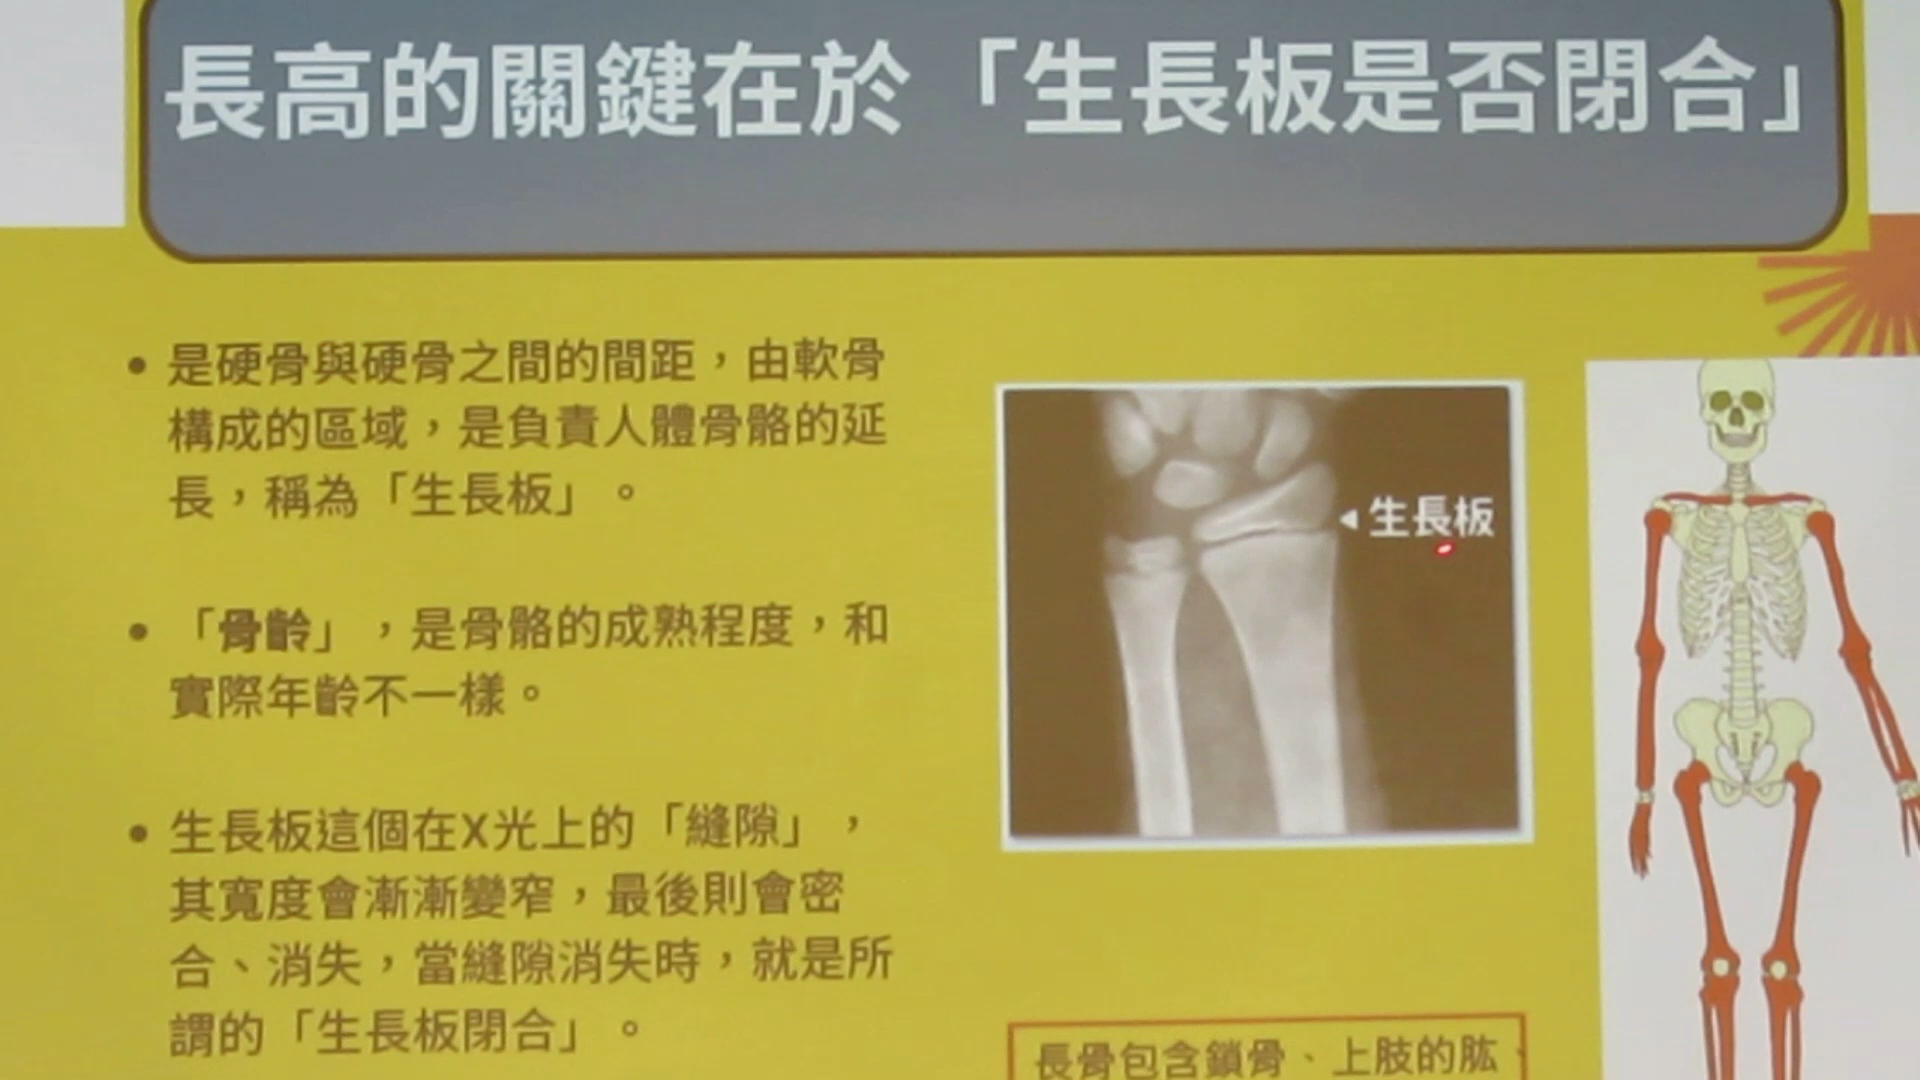 長高的關鍵在於「生長板是否閉合」
• 是硬骨與硬骨之間的間距，由軟骨
構成的區域，是負責人體骨骼的延
長，稱為「生長板」。
• 「骨齡」，是骨骼的成熟程度，和
實際年齡不一樣。
• 生長板這個在X光上的「縫隙」，
其寬度會漸漸變窄，最後則會密
合、消失，當縫隙消失時，就是所
謂的「生長板閉合」。
◀生長板
長骨包含鎖骨、上肢的肱